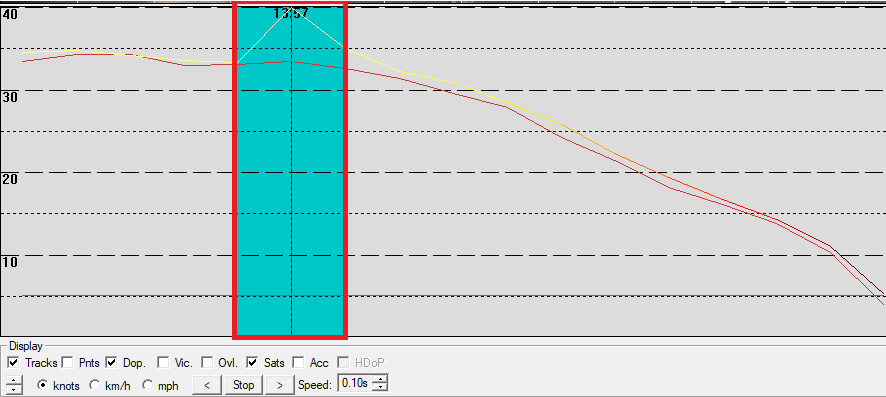 40
13:57
30
20
10
Display
Tracks Pnts Dop. Vic. Ovl. Sats Acc HDoP
knots km/h mph < Stop > Speed: 0.10s